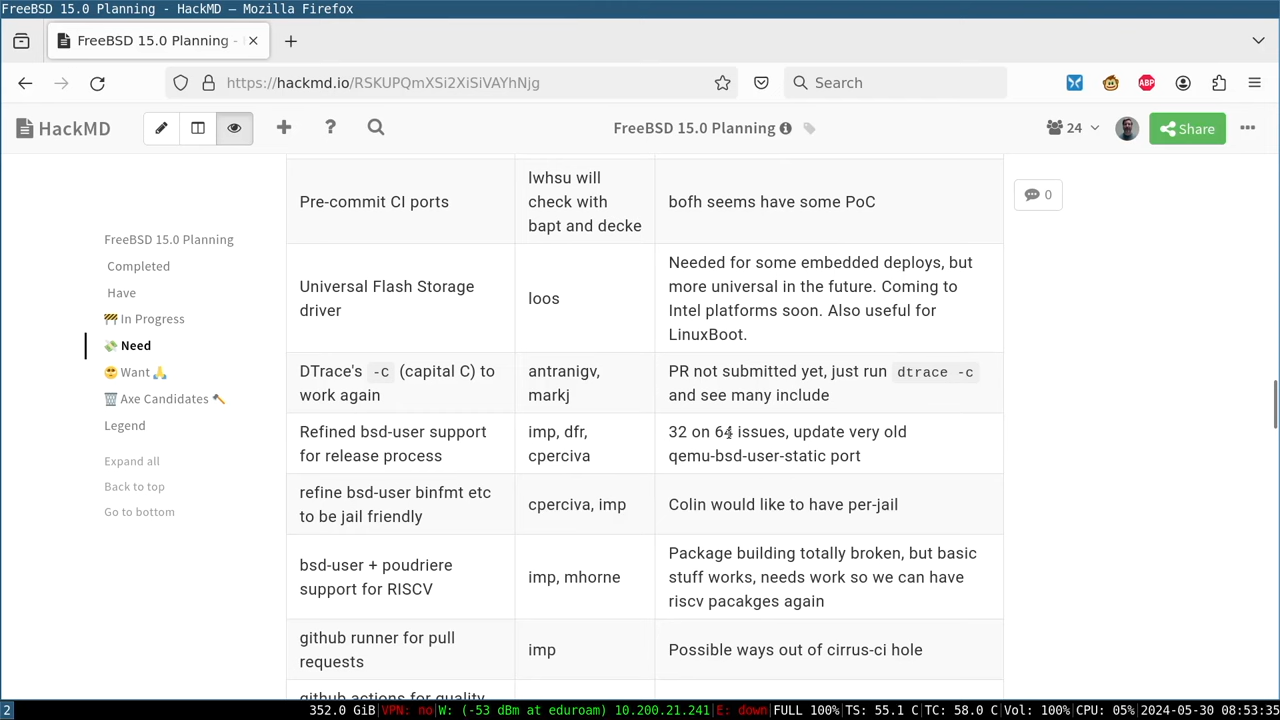 FreeBSD 15.0 Planning - HackMD — Mozilla Firefox
FreeBSD 15.0 Planning -
https://hackmd.io/RSKUPQmXSi2XiSiVAYhNjg
Search
ABP
HackMD
FreeBSD 15.0 Planning
24
Share
FreeBSD 15.0 Planning
Completed
Have
🚧 In Progress
💸 Need
😇 Want 🙏
🗑️ Axe Candidates 🪓
Legend
Expand all
Back to top
Go to bottom
Pre-commit CI ports
lwhsu will
check with
bapt and decke
bofh seems have some PoC
Universal Flash Storage
driver
loos
Needed for some embedded deploys, but
more universal in the future. Coming to
Intel platforms soon. Also useful for
LinuxBoot.
DTrace's -C (capital C) to
work again
antranigv,
markj
PR not submitted yet, just run dtrace -c
and see many include
Refined bsd-user support
for release process
imp, dfr,
cperciva
32 on 64 issues, update very old
qemu-bsd-user-static port
refine bsd-user binfmt etc
to be jail friendly
cperciva, imp
Colin would like to have per-jail
bsd-user + poudriere
support for RISCV
imp, mhorne
Package building totally broken, but basic
stuff works, needs work so we can have
riscv pacakges again
github runner for pull
requests
imp
Possible ways out of cirrus-ci hole
github actions for quality
0
2
352.0 GiB|VPN: no|W: (-53 dBm at eduroam) 10.200.21.241|E: down|FULL 100%|TS: 55.1 C|TC: 58.0 C|Vol: 100%|CPU: 05%|2024-05-30 08:53:35